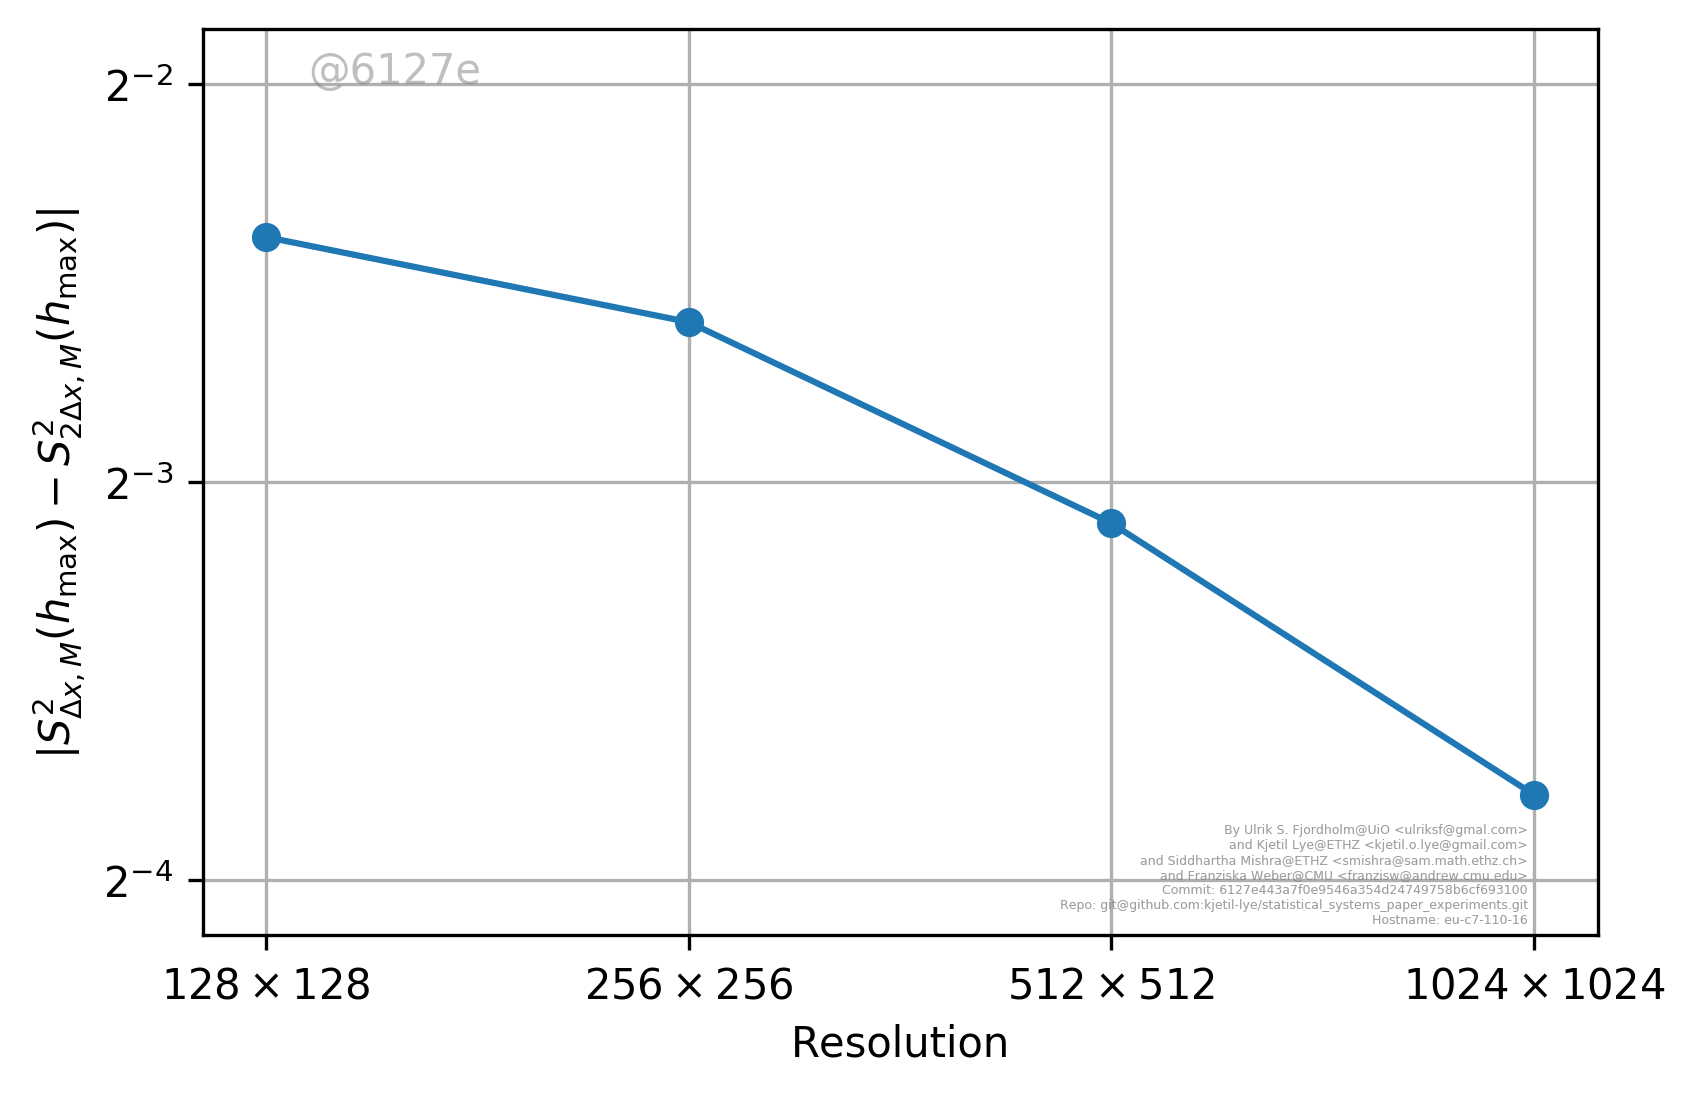 @6127e
2⁻²
2⁻³
2⁻⁴
|S²_{Δx, M}(h_max) − S²_{2Δx, M}(h_max)|
By Ulrik S. Fjordholm@UiO <ulriksf@gmal.com>
and Kjetil Lye@ETHZ <kjetil.o.lye@gmail.com>
and Siddhartha Mishra@ETHZ <smishra@sam.math.ethz.ch>
and Franziska Weber@CMU <franzisw@andrew.cmu.edu>
Commit: 6127e443a7f0e9546a354d24749758b6cf693100
Repo: git@github.com:kjetil-lye/statistical_systems_paper_experiments.git
Hostname: eu-c7-110-16
128 × 128 256 × 256 512 × 512 1024 × 1024
Resolution